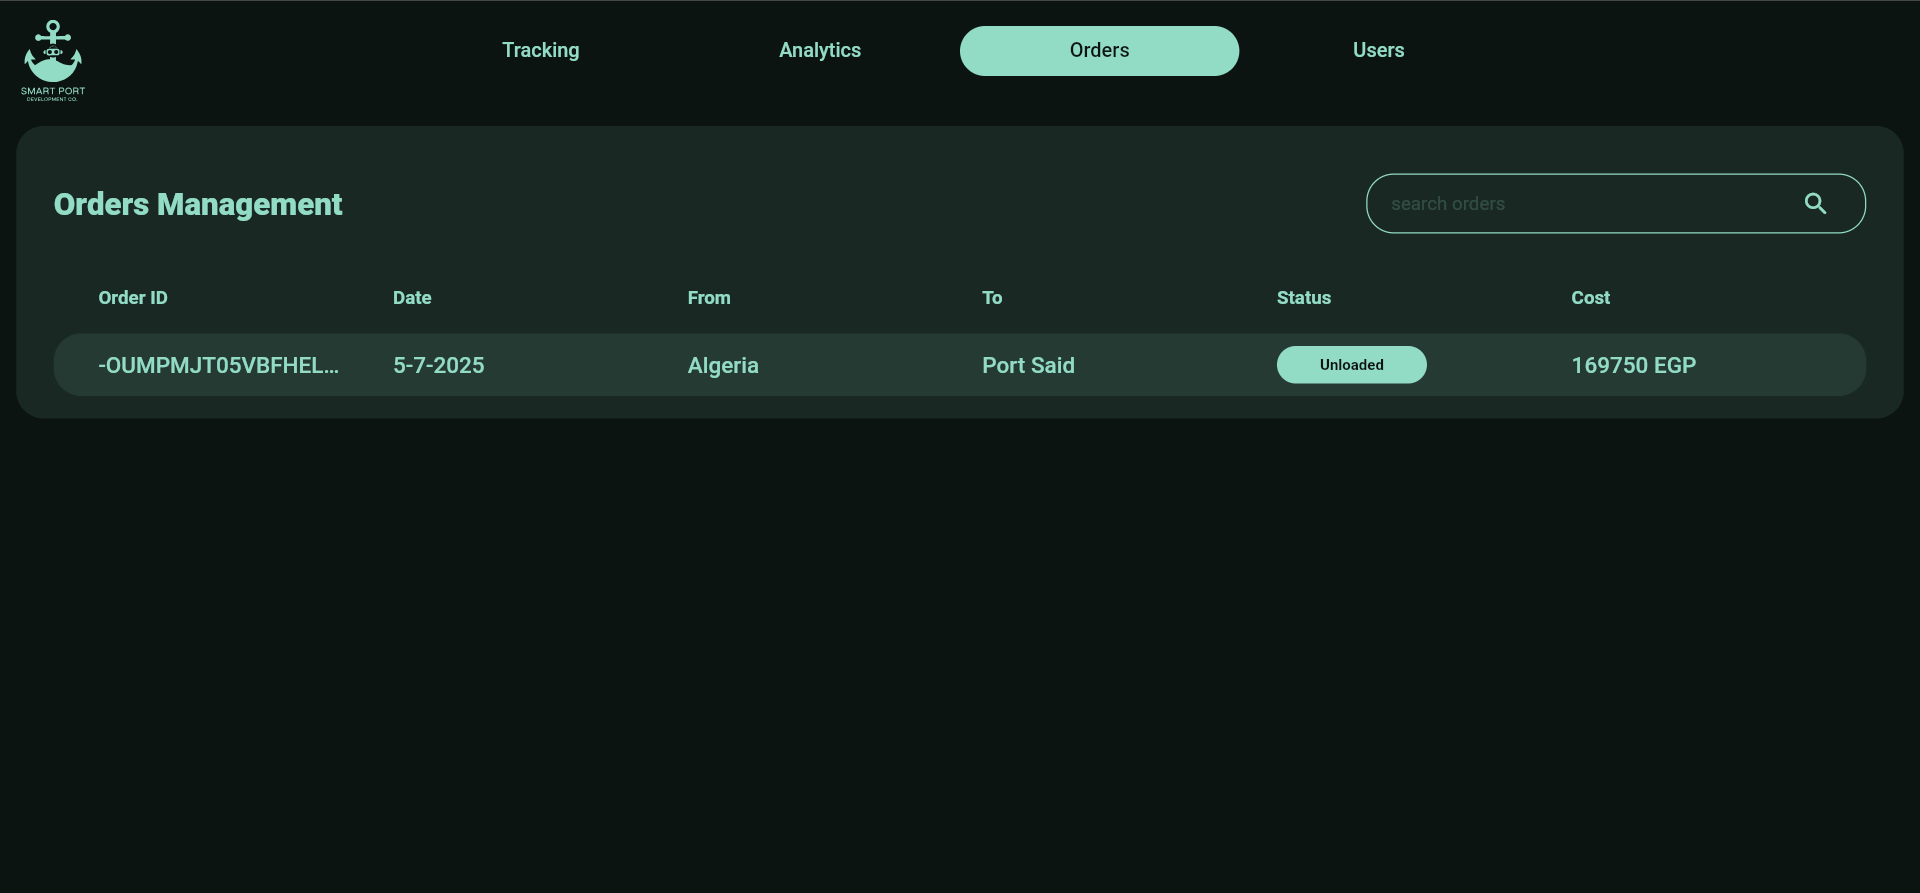 SMART PORT
DEVELOPMENT CO.
Tracking Analytics Orders Users
Orders Management
search orders
Order ID Date From To Status Cost
-OUMPMJT05VBFHEL... 5-7-2025 Algeria Port Said Unloaded 169750 EGP